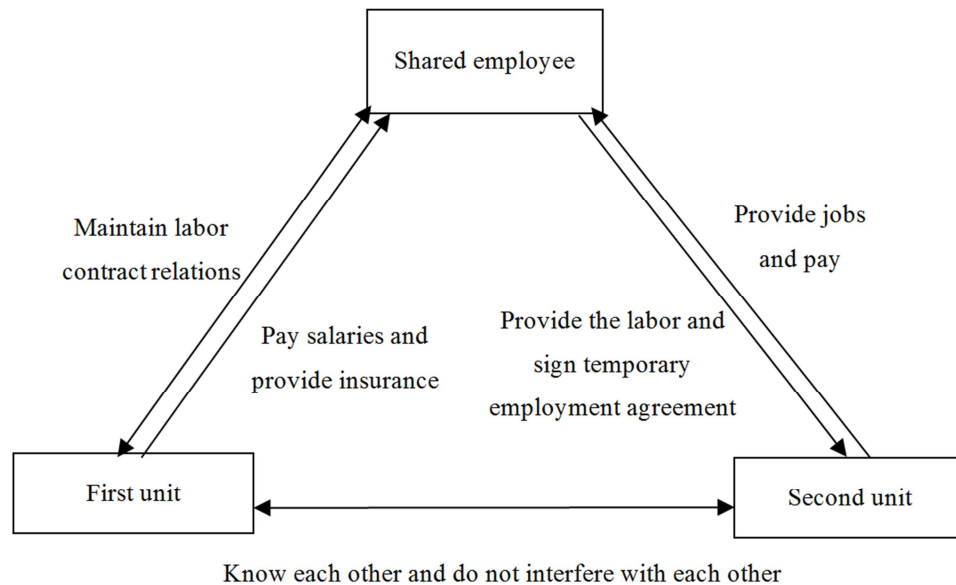 Shared employee
Maintain labor
contract relations
Provide jobs
and pay
Pay salaries and
provide insurance
Provide the labor and
sign temporary
employment agreement
First unit
Second unit
Know each other and do not interfere with each other